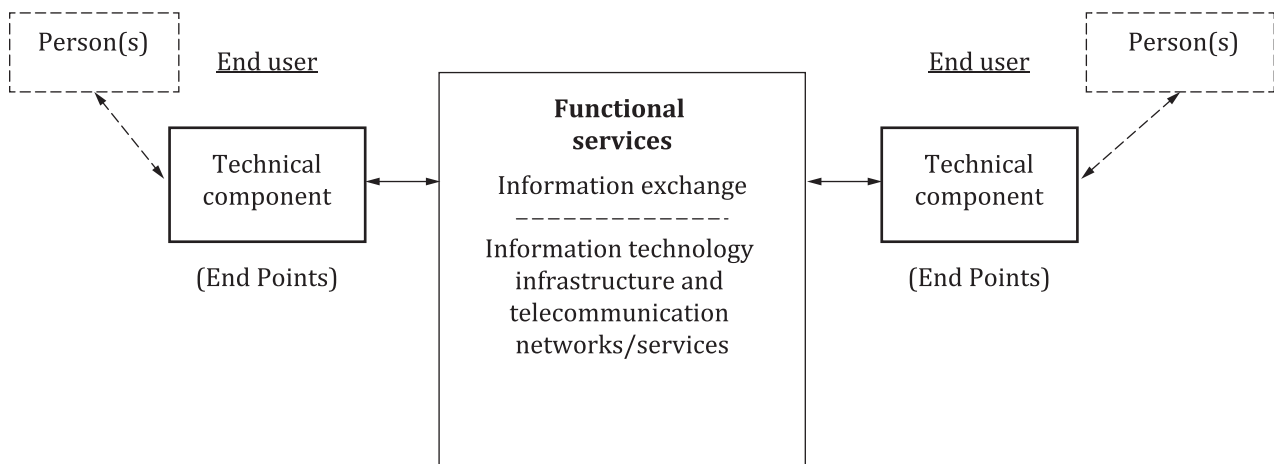 Person(s)
End user
Technical
component
(End Points)
Functional
services
Information exchange
Information technology
infrastructure and
telecommunication
networks/services
End user
Person(s)
Technical
component
(End Points)